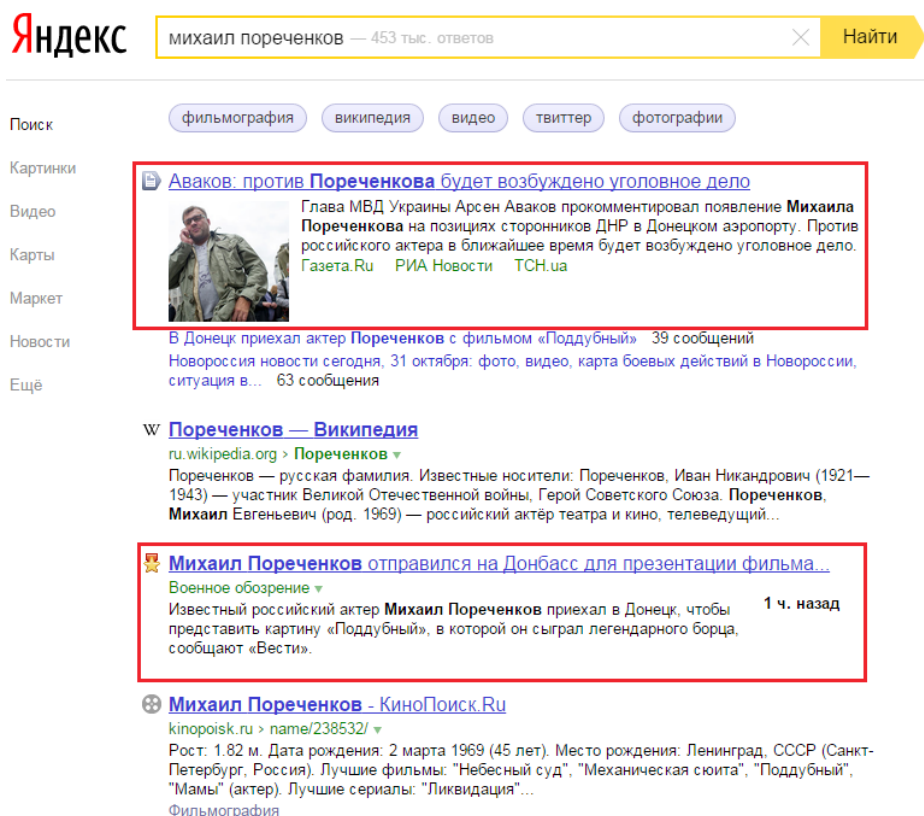 Яндекс
михаил пореченков — 453 тыс. ответов
Найти
Поиск
Картинки
Видео
Карты
Маркет
Новости
Ещё
фильмография википедия видео твиттер фотографии
Аваков: против Пореченкова будет возбуждено уголовное дело
Глава МВД Украины Арсен Аваков прокомментировал появление Михаила
Пореченкова на позициях сторонников ДНР в Донецком аэропорту. Против
российского актера в ближайшее время будет возбуждено уголовное дело.
Газета.Ru РИА Новости ТСН.ua
В Донецк приехал актер Пореченков с фильмом «Поддубный» 39 сообщений
Новороссия новости сегодня, 31 октября: фото, видео, карта боевых действий в Новороссии,
ситуация в... 63 сообщения
W Пореченков — Википедия
ru.wikipedia.org › Пореченков
Пореченков — русская фамилия. Известные носители: Пореченков, Иван Никандрович (1921—
1943) — участник Великой Отечественной войны, Герой Советского Союза. Пореченков,
Михаил Евгеньевич (род. 1969) — российский актёр театра и кино, телеведущий...
Михаил Пореченков отправился на Донбасс для презентации фильма...
Военное обозрение
Известный российский актер Михаил Пореченков приехал в Донецк, чтобы
представить картину «Поддубный», в которой он сыграл легендарного борца,
сообщают «Вести».
1 ч. назад
Михаил Пореченков - КиноПоиск.Ru
kinopoisk.ru › name/238532/
Рост: 1.82 м. Дата рождения: 2 марта 1969 (45 лет). Место рождения: Ленинград, СССР (Санкт-
Петербург, Россия). Лучшие фильмы: "Небесный суд", "Механическая сюита", "Поддубный",
"Мамы" (актер). Лучшие сериалы: "Ликвидация"...
Фильмография